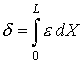 δ = ∫₀ᴸ ε dX